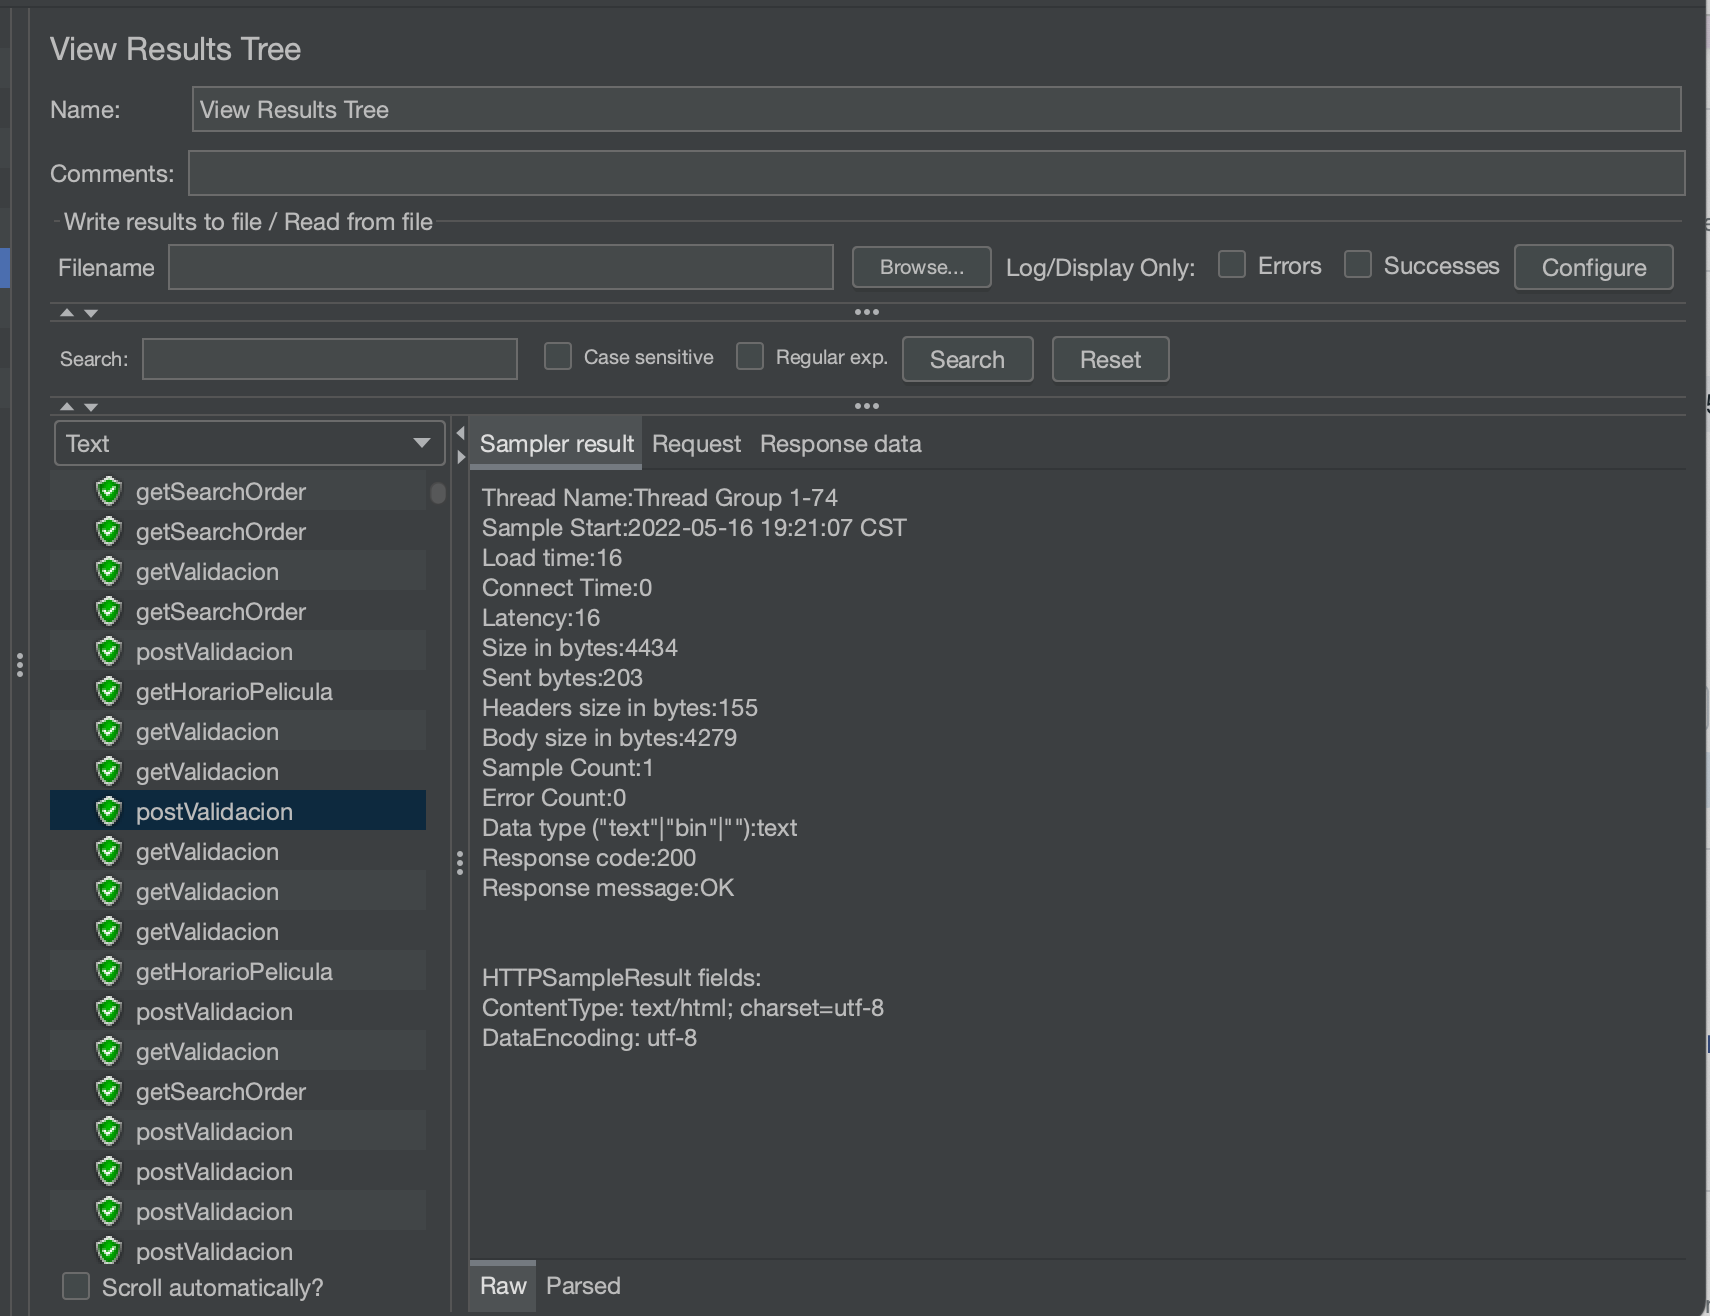 View Results Tree
Name: View Results Tree
Comments:
Write results to file / Read from file
Filename Browse... Log/Display Only: Errors Successes Configure
Search: Case sensitive Regular exp. Search Reset
Text
getSearchOrder
getSearchOrder
getValidacion
getSearchOrder
postValidacion
getHorarioPelicula
getValidacion
getValidacion
postValidacion
getValidacion
getValidacion
getValidacion
getHorarioPelicula
postValidacion
getValidacion
getSearchOrder
postValidacion
postValidacion
postValidacion
postValidacion
Scroll automatically?
Sampler result Request Response data
Thread Name:Thread Group 1-74
Sample Start:2022-05-16 19:21:07 CST
Load time:16
Connect Time:0
Latency:16
Size in bytes:4434
Sent bytes:203
Headers size in bytes:155
Body size in bytes:4279
Sample Count:1
Error Count:0
Data type ("text"|"bin"|""):text
Response code:200
Response message:OK
HTTPSampleResult fields:
ContentType: text/html; charset=utf-8
DataEncoding: utf-8
Raw Parsed